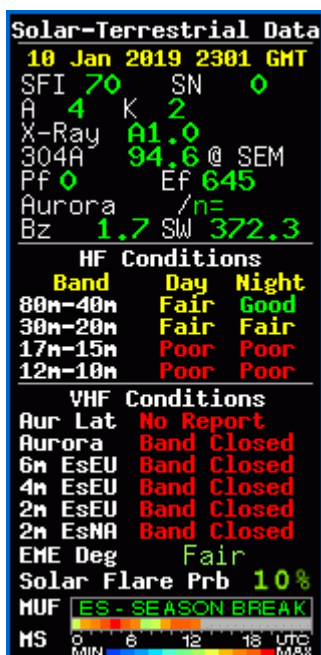 Solar-Terrestrial Data
10 Jan 2019 2301 GMT
SFI 70 SN 0
A 4 K 2
X-Ray A1.0
304A 94.6 @ SEM
Pf 0 Ef 645
Aurora /n=
Bz 1.7 SW 372.3
HF Conditions
Band Day Night
80m-40m Fair Good
30m-20m Fair Fair
17m-15m Poor Poor
12m-10m Poor Poor
VHF Conditions
Aur Lat No Report
Aurora Band Closed
6m EsEU Band Closed
4m EsEU Band Closed
2m EsEU Band Closed
2m EsNA Band Closed
EME Deg Fair
Solar Flare Prb 10%
MUF ES - SEASON BREAK
MS 0 6 12 18 UTC
MIN MAX